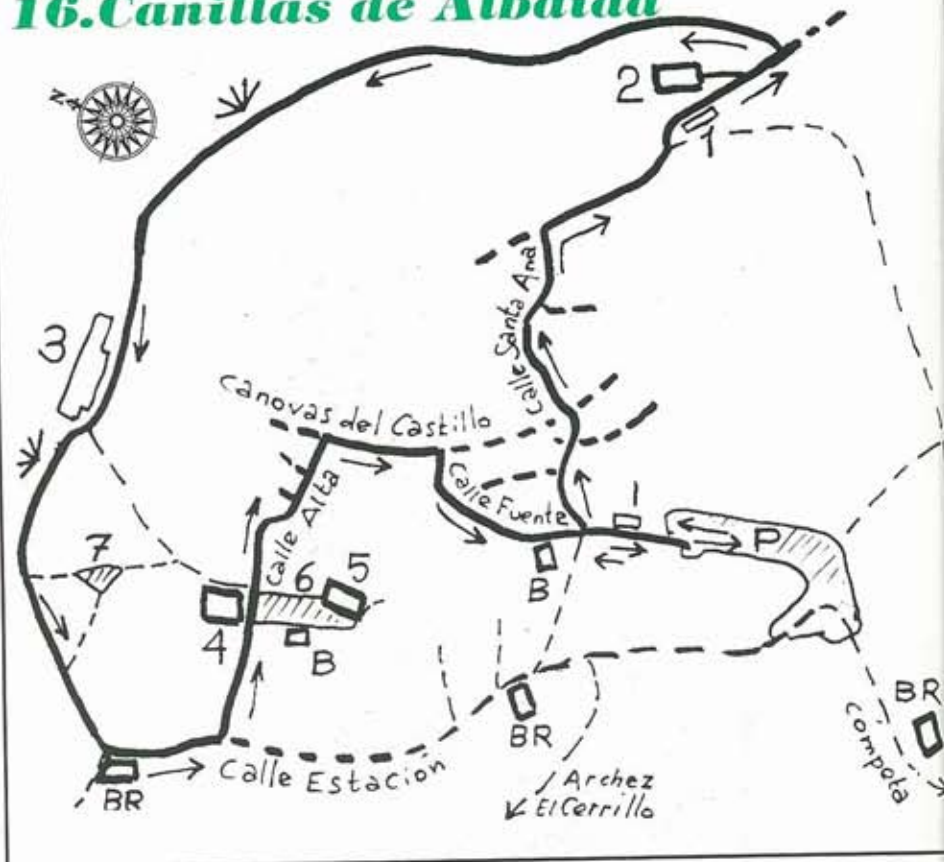 16.Canillas de Albaida
N
2
1
3
Calle Santa Ana
Canovas del Castillo
Calle Alta
Calle Fuente
1
P
7
6
5
4
B
B
BR
BR
Compota
Calle Estacion
BR
Archez
El Cerrillo